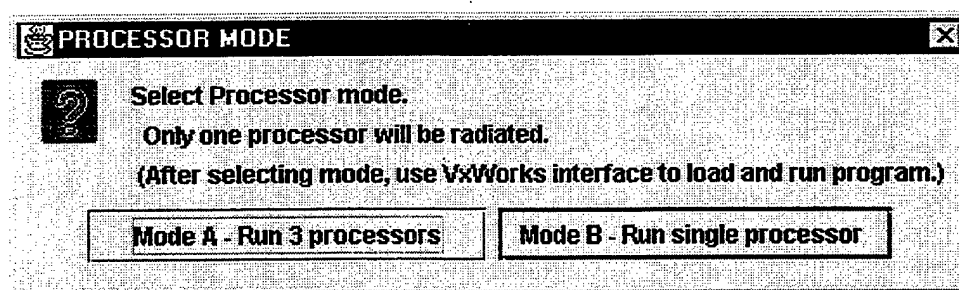 PROCESSOR MODE
Select Processor mode.
Only one processor will be radiated.
(After selecting mode, use VxWorks interface to load and run program.)
Mode A - Run 3 processors
Mode B - Run single processor